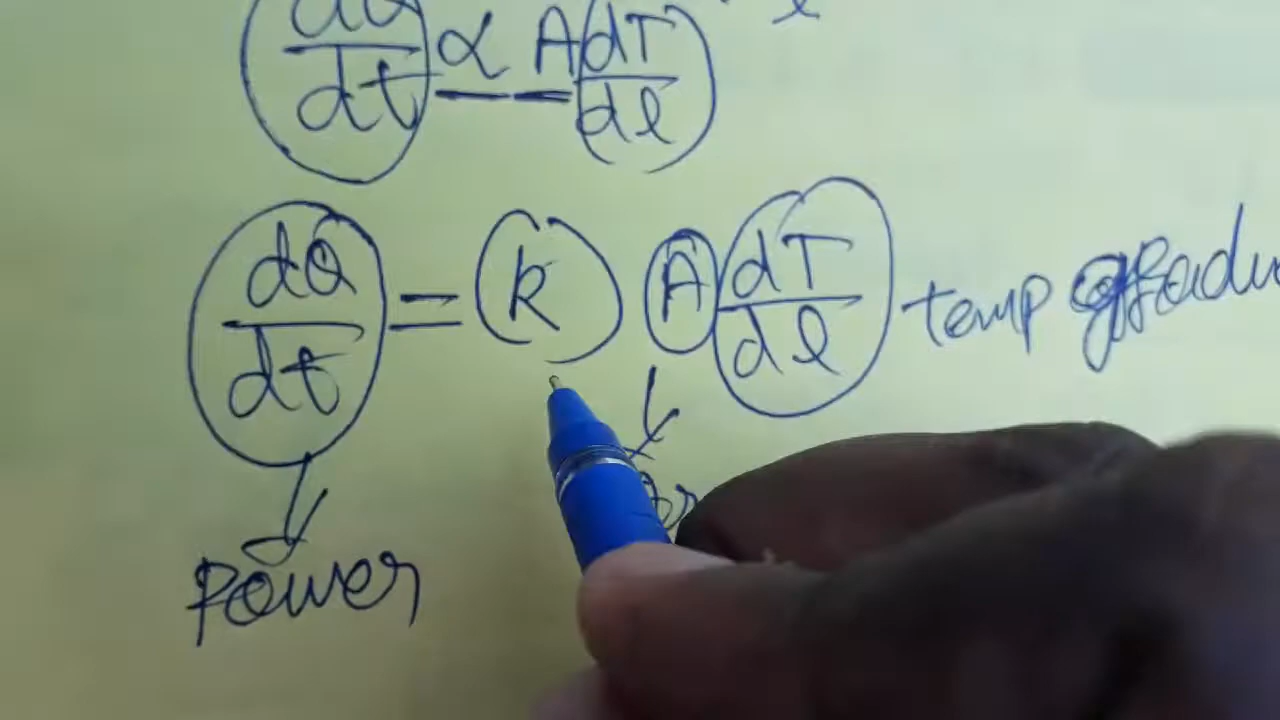 l
dQ/dt ∝ A dT/dl
dQ/dt = k A dT/dl temp
Power